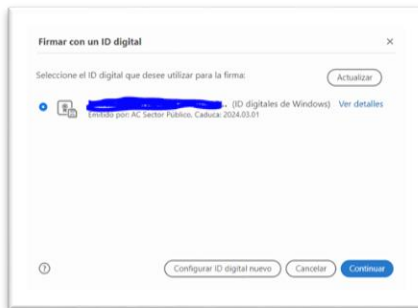 Firmar con un ID digital
Seleccione el ID digital que desee utilizar para la firma:
Actualizar
(ID digitales de Windows)
Ver detalles
Emitido por: AC Sector Público, Caduca: 2024.03.01
Configurar ID digital nuevo
Cancelar
Continuar